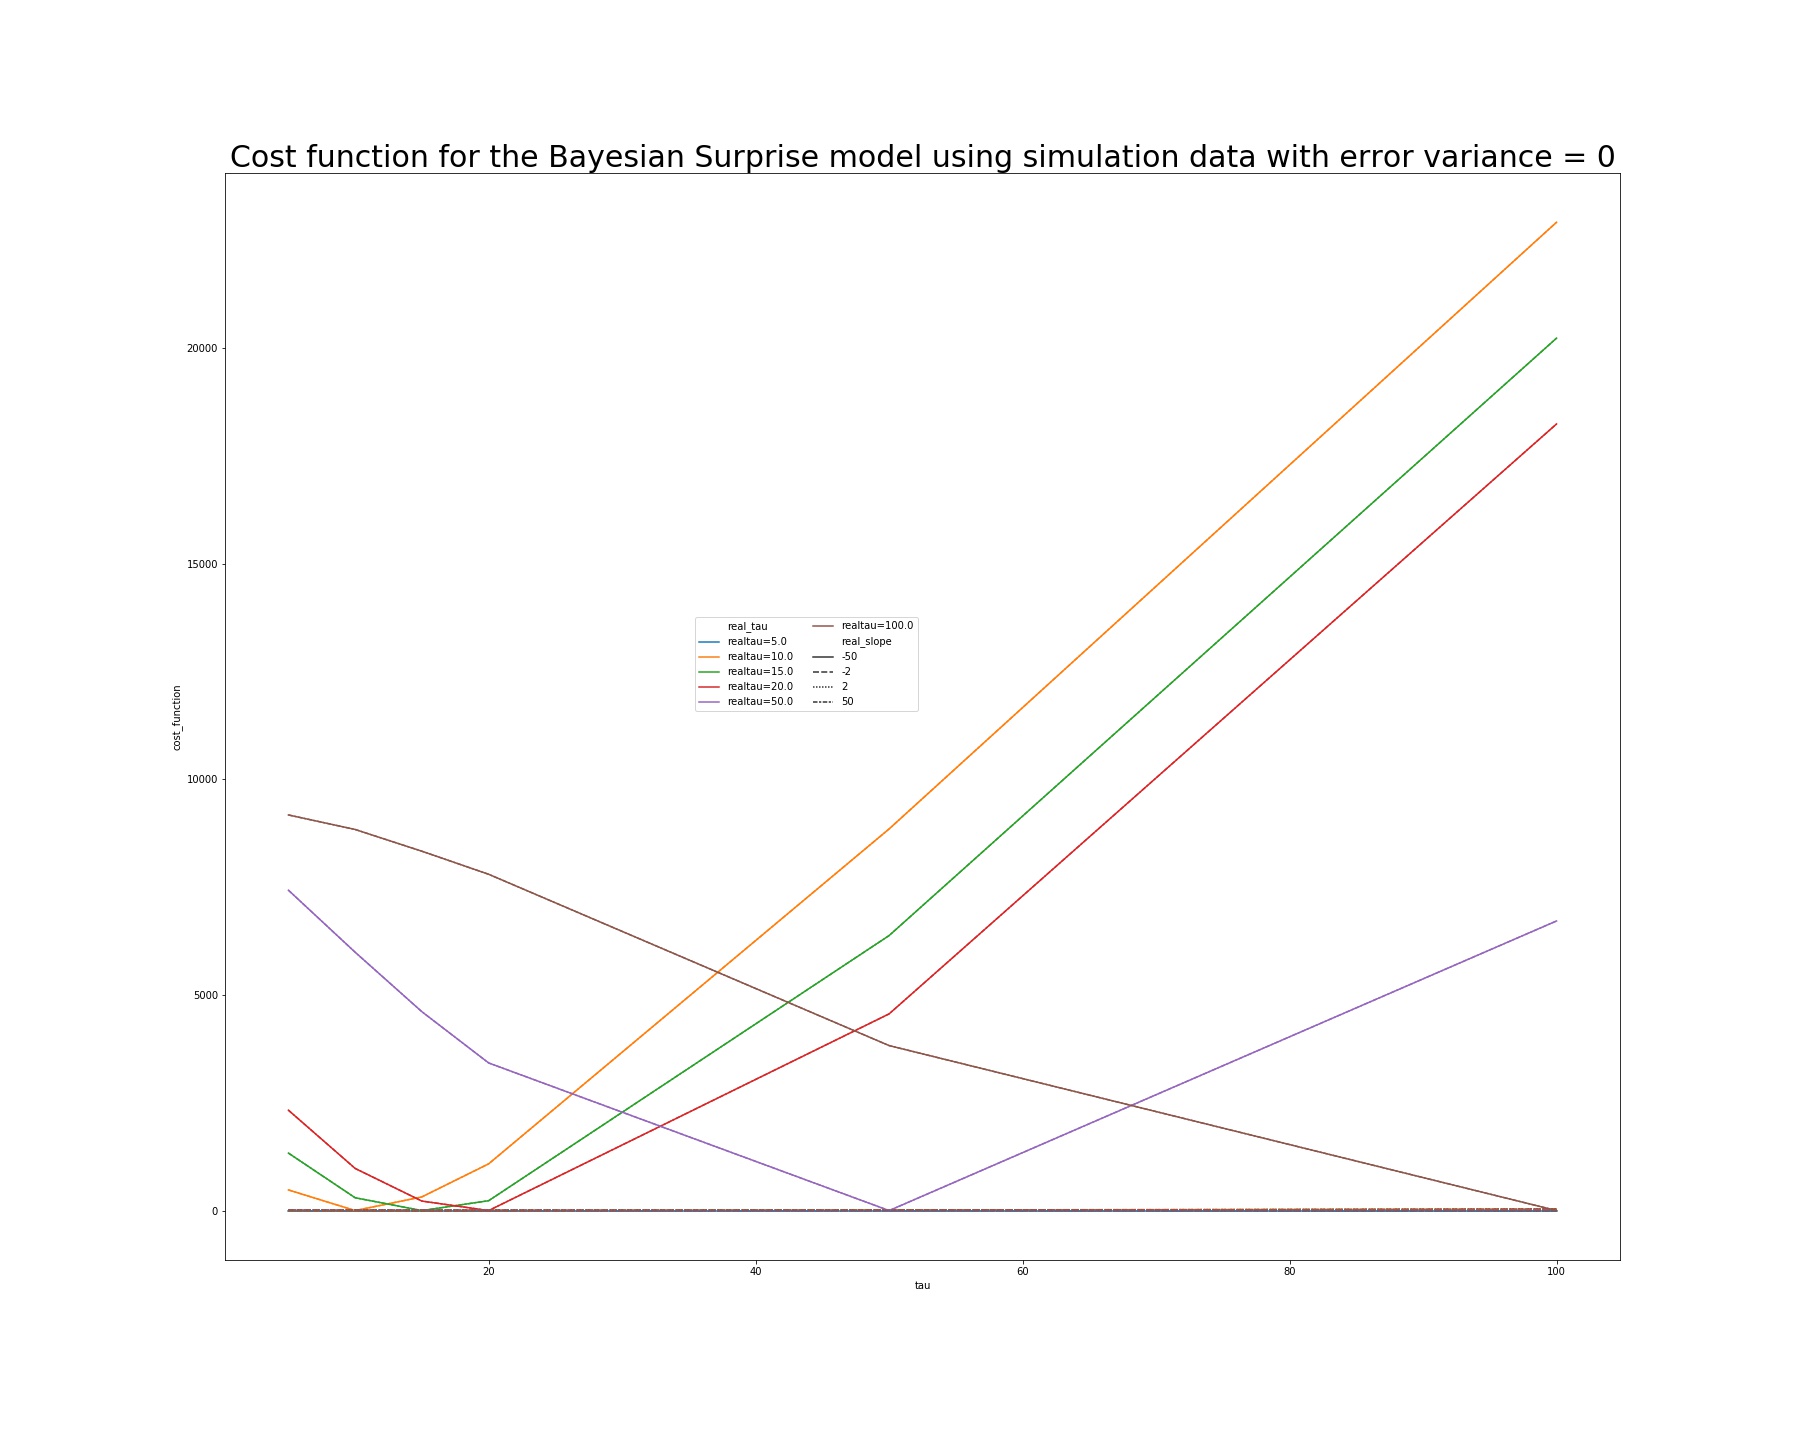 Cost function for the Bayesian Surprise model using simulation data with error variance = 0
20000
15000
10000
5000
0
cost_function
real_tau
realtau=5.0
realtau=10.0
realtau=15.0
realtau=20.0
realtau=50.0
realtau=100.0
real_slope
-50
-2
2
50
20
40
60
80
100
tau